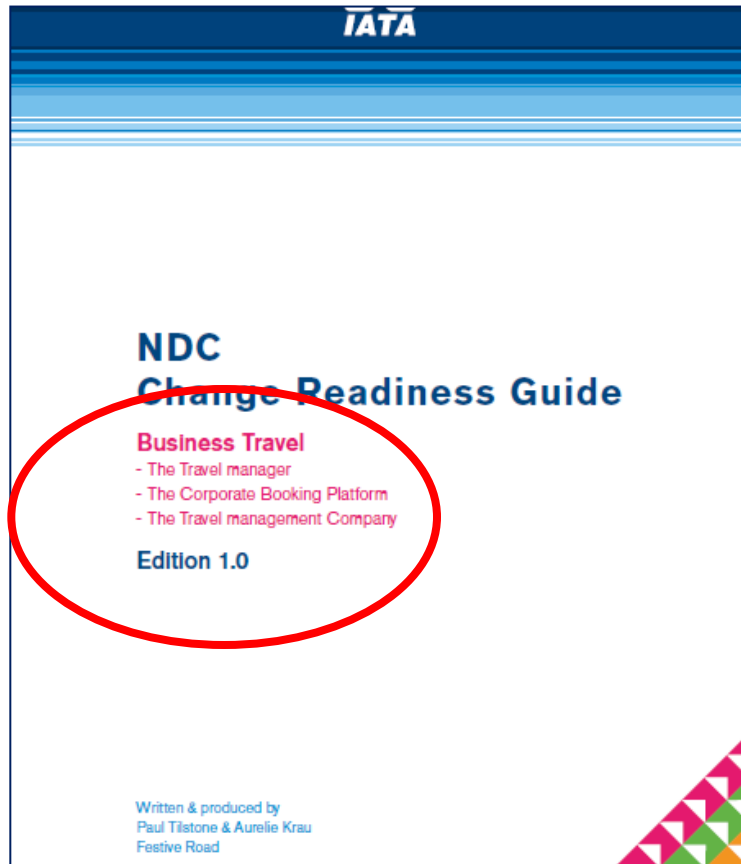 IATA
NDC
Change Readiness Guide
Business Travel
- The Travel manager
- The Corporate Booking Platform
- The Travel management Company
Edition 1.0
Written & produced by
Paul Tilstone & Aurelie Krau
Festive Road